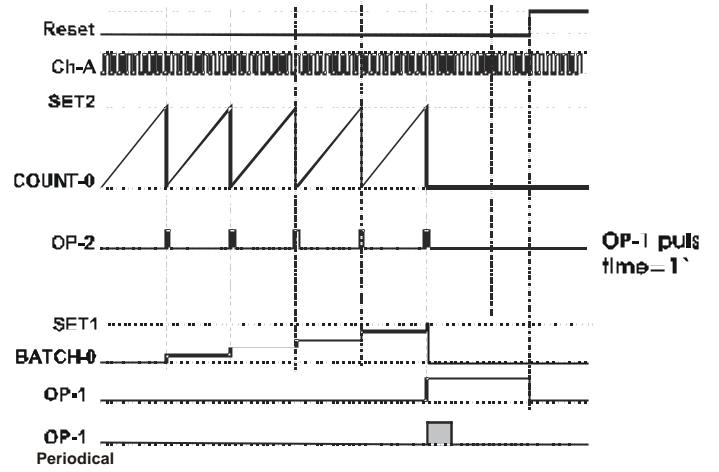 Reset
Ch-A
SET2
COUNT-0
OP-2
OP-1 puls
time=1`
SET1
BATCH-0
OP-1
OP-1
Periodical